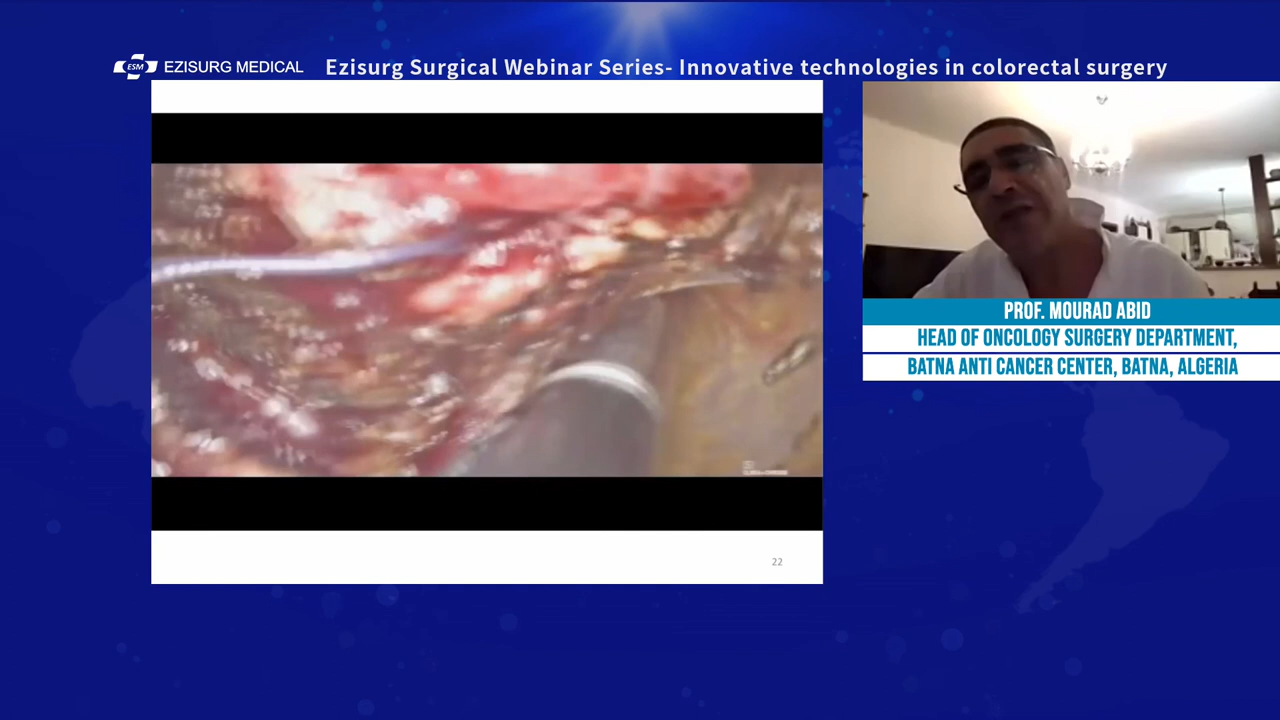 ESM EZISURG MEDICAL
Ezisurg Surgical Webinar Series- Innovative technologies in colorectal surgery
PROF. MOURAD ABID
HEAD OF ONCOLOGY SURGERY DEPARTMENT,
BATNA ANTI CANCER CENTER, BATNA, ALGERIA
22